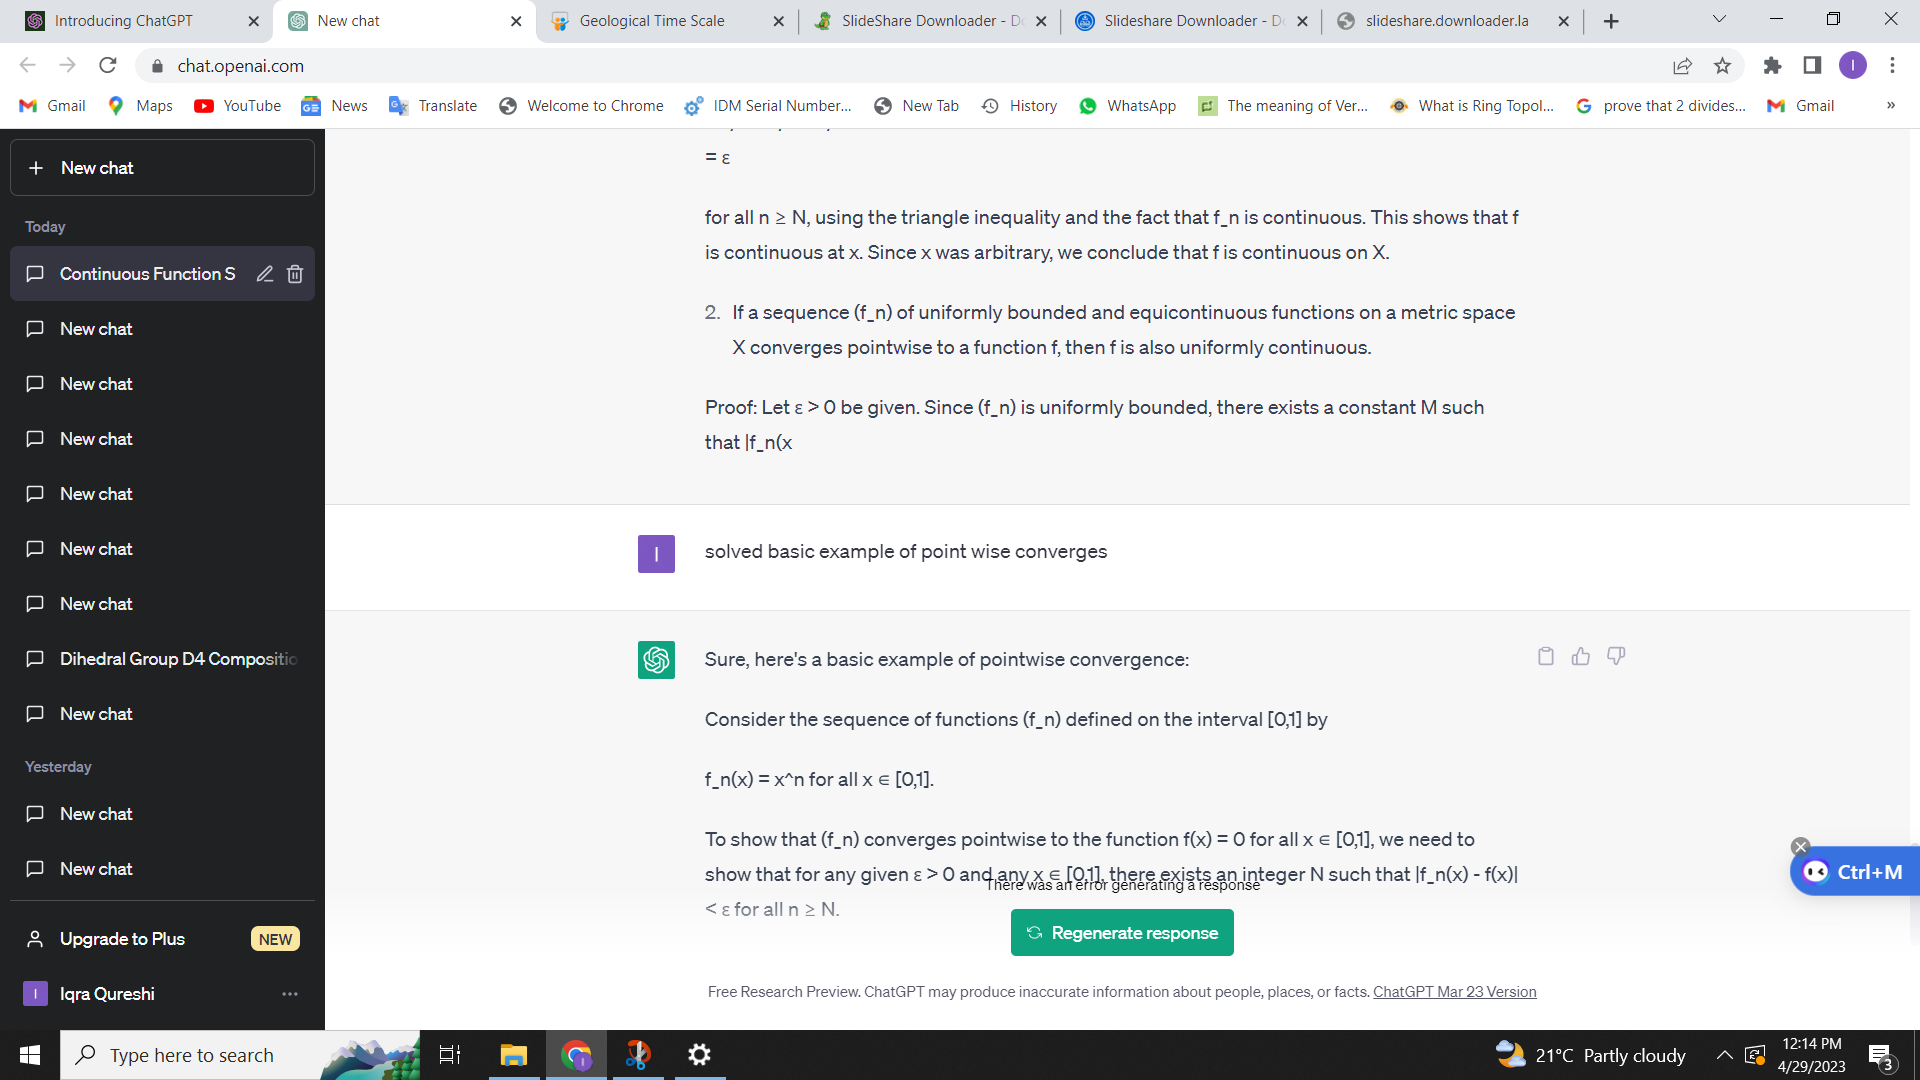 Introducing ChatGPT
New chat
Geological Time Scale
SlideShare Downloader - Do
Slideshare Downloader - Do
slideshare.downloader.la
chat.openai.com
I
Gmail
Maps
YouTube
News
Translate
Welcome to Chrome
IDM Serial Number...
New Tab
History
WhatsApp
The meaning of Ver...
What is Ring Topol...
prove that 2 divides...
Gmail
»
New chat
Today
Continuous Function S
New chat
New chat
New chat
New chat
New chat
New chat
Dihedral Group D4 Compositio
New chat
Yesterday
New chat
New chat
Upgrade to Plus NEW
I Iqra Qureshi
= ε
for all n ≥ N, using the triangle inequality and the fact that f_n is continuous. This shows that f
is continuous at x. Since x was arbitrary, we conclude that f is continuous on X.
2. If a sequence (f_n) of uniformly bounded and equicontinuous functions on a metric space
X converges pointwise to a function f, then f is also uniformly continuous.
Proof: Let ε > 0 be given. Since (f_n) is uniformly bounded, there exists a constant M such
that |f_n(x
I solved basic example of point wise converges
Sure, here's a basic example of pointwise convergence:
Consider the sequence of functions (f_n) defined on the interval [0,1] by
f_n(x) = x^n for all x ∈ [0,1].
To show that (f_n) converges pointwise to the function f(x) = 0 for all x ∈ [0,1], we need to
show that for any given ε > 0 and any x ∈ [0,1], there exists an integer N such that |f_n(x) - f(x)|
There was an error generating a response
< ε for all n ≥ N.
Regenerate response
Free Research Preview. ChatGPT may produce inaccurate information about people, places, or facts. ChatGPT Mar 23 Version
Ctrl+M
Type here to search
21°C Partly cloudy
12:14 PM
4/29/2023
3